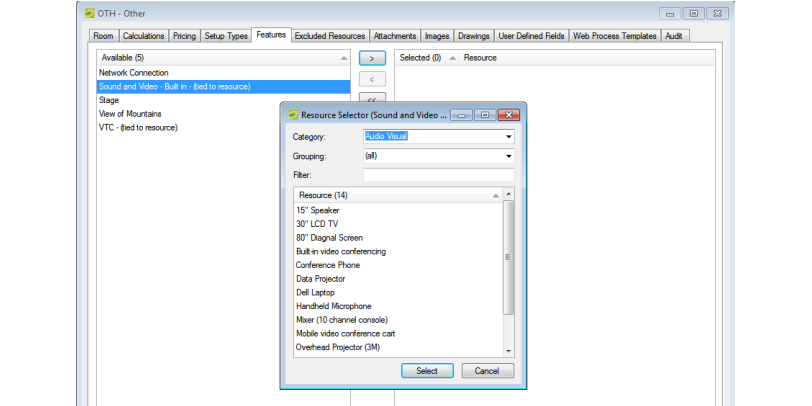 OTH - Other
Room Calculations Pricing Setup Types Features Excluded Resources Attachments Images Drawings User Defined Fields Web Process Templates Audit
Available (5)
>
Selected (0) Resource
Network Connection
Sound and Video - Built in - (tied to resource)
<
Stage
<<
View of Mountains
VTC - (tied to resource)
Resource Selector (Sound and Video ...
Category: Audio Visual
Grouping: (all)
Filter:
Resource (14)
15" Speaker
30" LCD TV
80" Diagnal Screen
Built-in video conferencing
Conference Phone
Data Projector
Dell Laptop
Handheld Microphone
Mixer (10 channel console)
Mobile video conference cart
Overhead Projector (3M)
Select Cancel